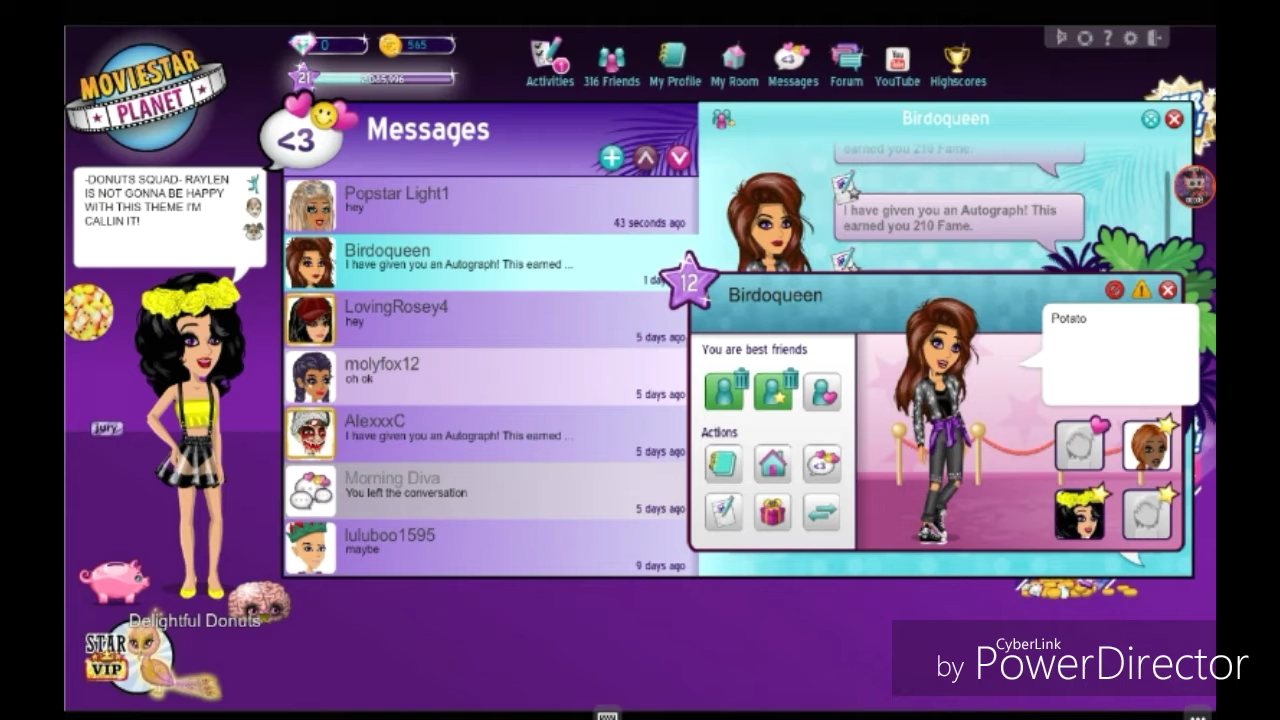 MOVIESTAR
PLANET
0
565
21
Activities
316 Friends
My Profile
My Room
Messages
Forum
YouTube
Highscores
<3
Messages
-DONUTS SQUAD- RAYLEN
IS NOT GONNA BE HAPPY
WITH THIS THEME I'M
CALLIN IT!
jury
Delightful Donuts
STAR
VIP
Popstar Light1
hey
43 seconds ago
Birdoqueen
I have given you an Autograph! This earned ...
LovingRosey4
hey
5 days ago
molyfox12
oh ok
5 days ago
AlexxxC
I have given you an Autograph! This earned ...
5 days ago
Morning Diva
You left the conversation
5 days ago
luluboo1595
maybe
9 days ago
Birdoqueen
earned you 210 Fame.
I have given you an Autograph! This
earned you 210 Fame.
12
Birdoqueen
Potato
You are best friends
Actions
<3
CyberLink
by PowerDirector